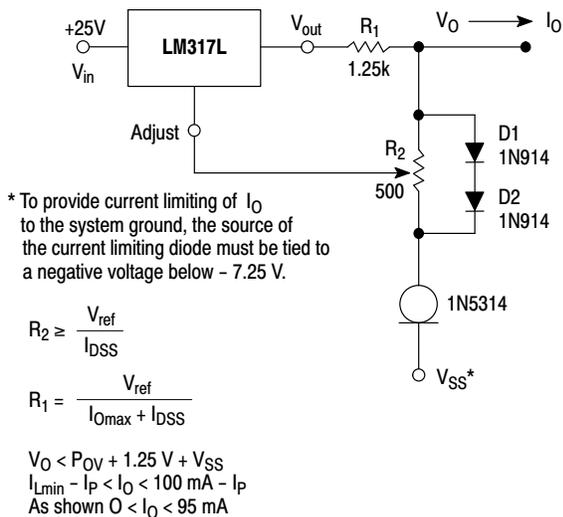 +25V
V_in
LM317L
V_out
R_1
1.25k
V_O
I_O
Adjust
R_2
500
D1
1N914
D2
1N914
* To provide current limiting of I_O
to the system ground, the source of
the current limiting diode must be tied to
a negative voltage below – 7.25 V.
1N5314
V_SS*
R_2 ≥ V_ref / I_DSS
R_1 = V_ref / (I_Omax + I_DSS)
V_O < P_OV + 1.25 V + V_SS
I_Lmin – I_P < I_O < 100 mA – I_P
As shown O < I_O < 95 mA